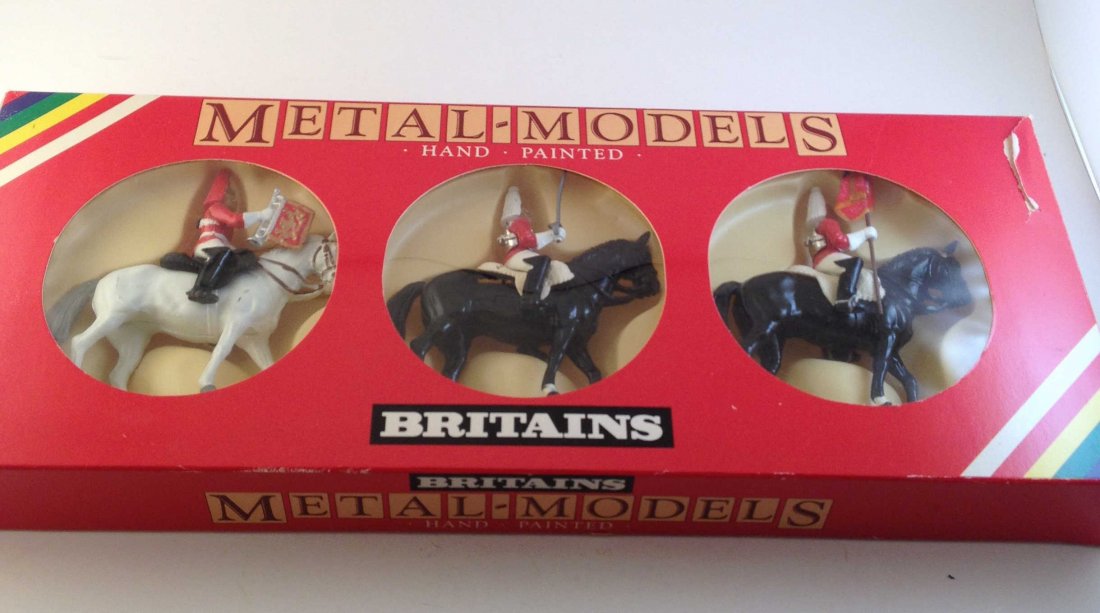 METAL-MODELS
· HAND · PAINTED ·
BRITAINS
BRITAINS
METAL-MODELS
· HAND · PAINTED ·